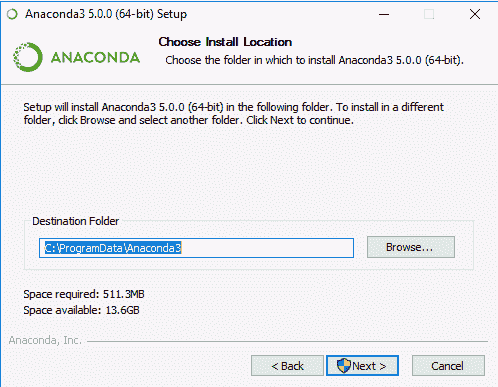 Anaconda3 5.0.0 (64-bit) Setup
ANACONDA
Choose Install Location
Choose the folder in which to install Anaconda3 5.0.0 (64-bit).
Setup will install Anaconda3 5.0.0 (64-bit) in the following folder. To install in a different
folder, click Browse and select another folder. Click Next to continue.
Destination Folder
C:\ProgramData\Anaconda3
Browse...
Space required: 511.3MB
Space available: 13.6GB
Anaconda, Inc.
< Back
Next >
Cancel